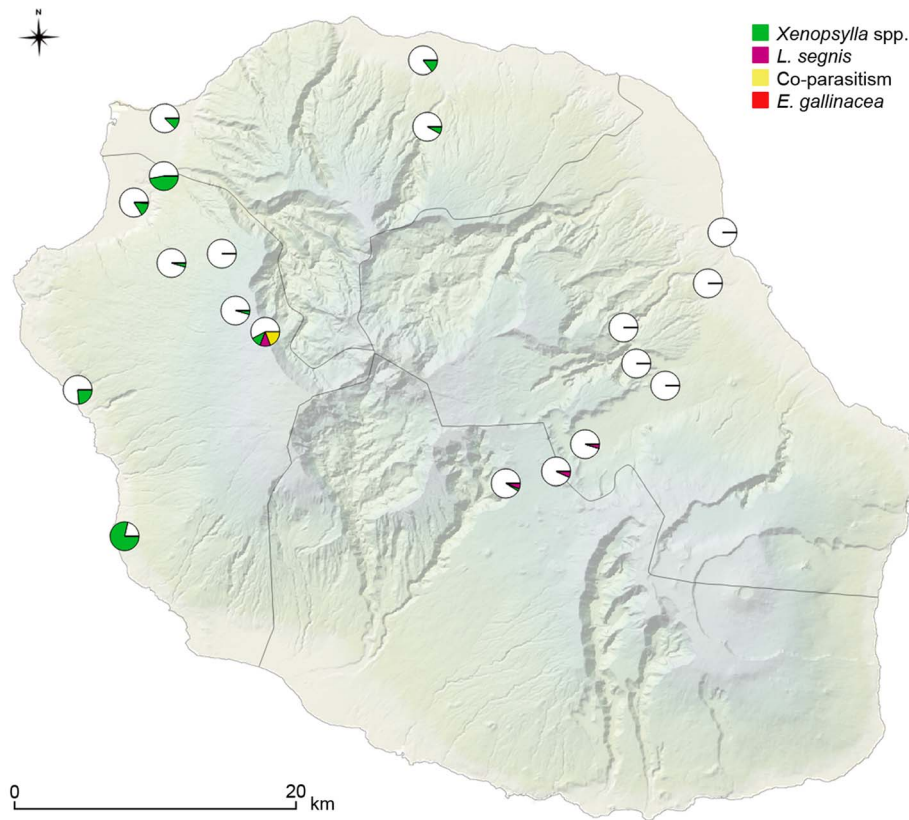 N
Xenopsylla spp.
L. segnis
Co-parasitism
E. gallinacea
0 20
km